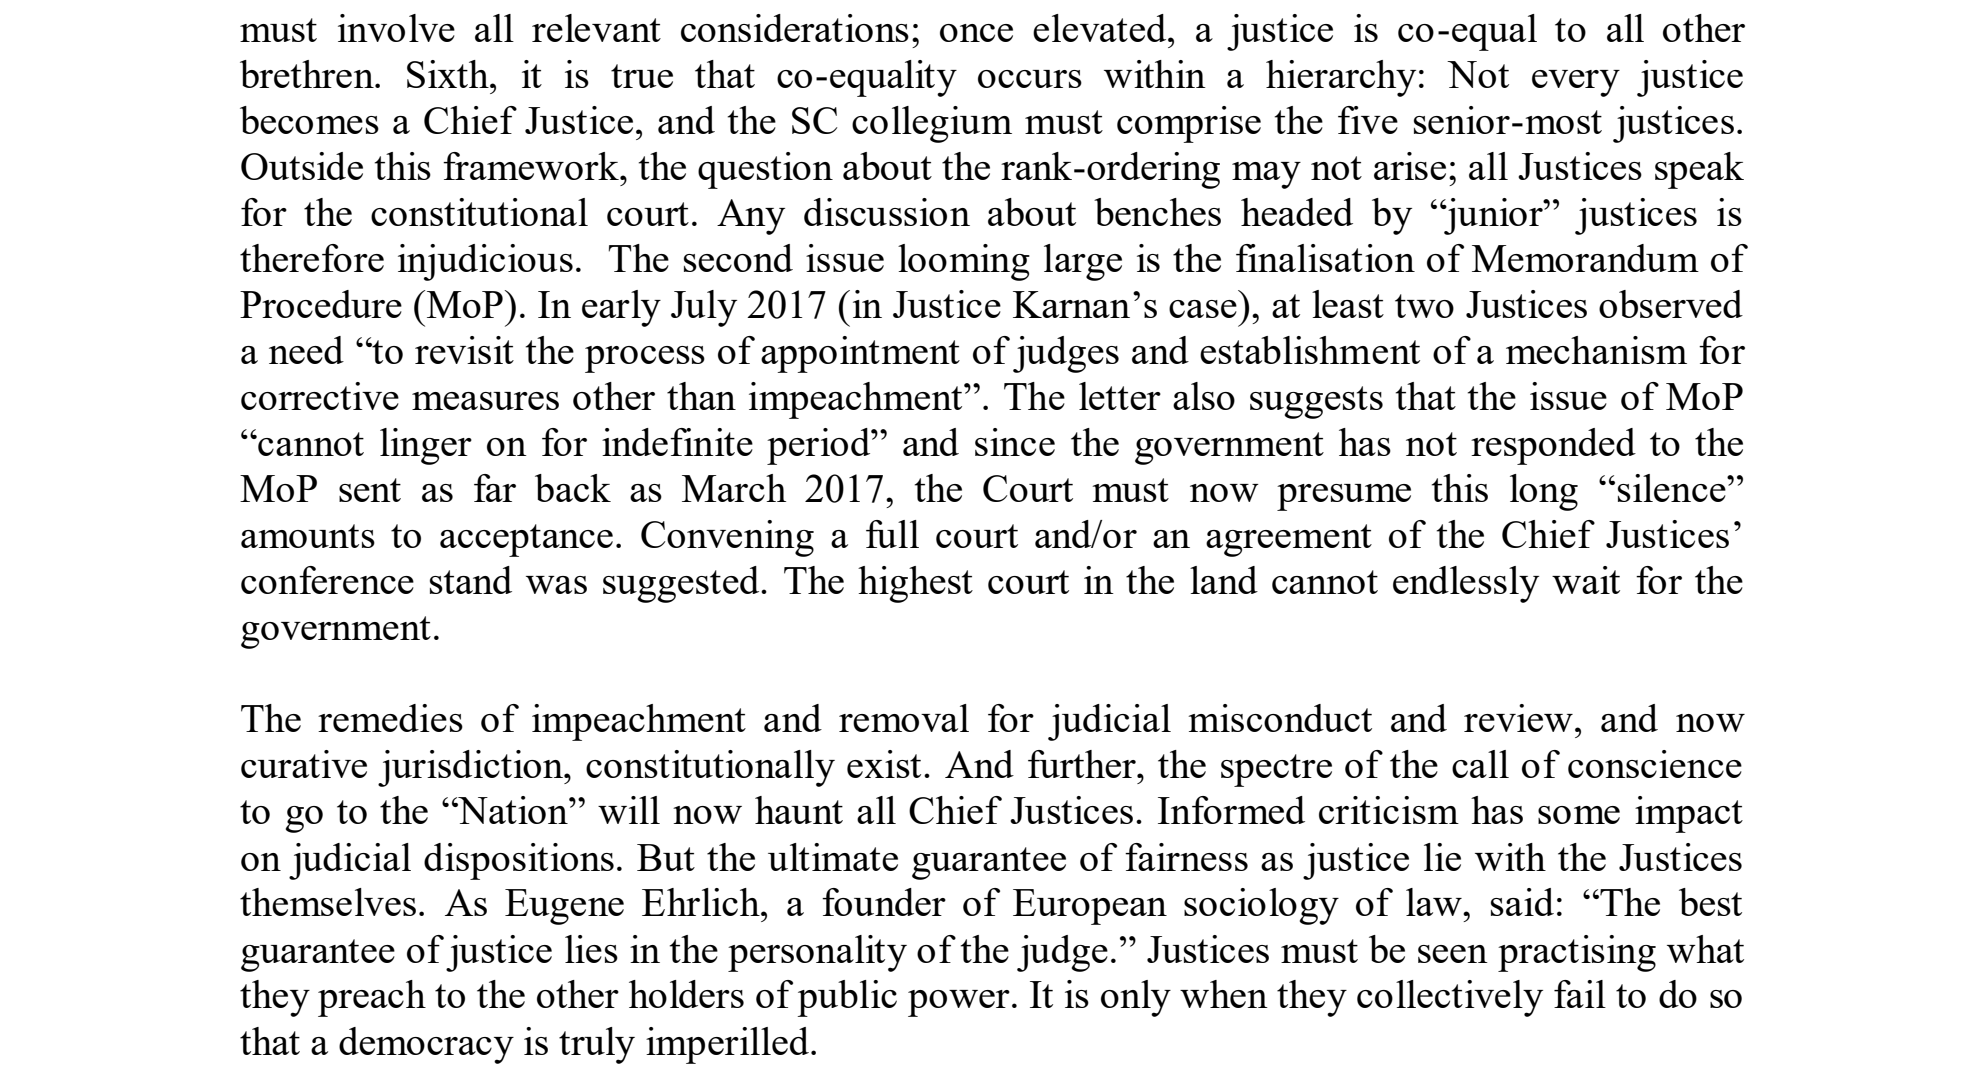 must involve all relevant considerations; once elevated, a justice is co-equal to all other
brethren. Sixth, it is true that co-equality occurs within a hierarchy: Not every justice
becomes a Chief Justice, and the SC collegium must comprise the five senior-most justices.
Outside this framework, the question about the rank-ordering may not arise; all Justices speak
for the constitutional court. Any discussion about benches headed by “junior” justices is
therefore injudicious.  The second issue looming large is the finalisation of Memorandum of
Procedure (MoP). In early July 2017 (in Justice Karnan’s case), at least two Justices observed
a need “to revisit the process of appointment of judges and establishment of a mechanism for
corrective measures other than impeachment”. The letter also suggests that the issue of MoP
“cannot linger on for indefinite period” and since the government has not responded to the
MoP sent as far back as March 2017, the Court must now presume this long “silence”
amounts to acceptance. Convening a full court and/or an agreement of the Chief Justices’
conference stand was suggested. The highest court in the land cannot endlessly wait for the
government.

The remedies of impeachment and removal for judicial misconduct and review, and now
curative jurisdiction, constitutionally exist. And further, the spectre of the call of conscience
to go to the “Nation” will now haunt all Chief Justices. Informed criticism has some impact
on judicial dispositions. But the ultimate guarantee of fairness as justice lie with the Justices
themselves. As Eugene Ehrlich, a founder of European sociology of law, said: “The best
guarantee of justice lies in the personality of the judge.” Justices must be seen practising what
they preach to the other holders of public power. It is only when they collectively fail to do so
that a democracy is truly imperilled.